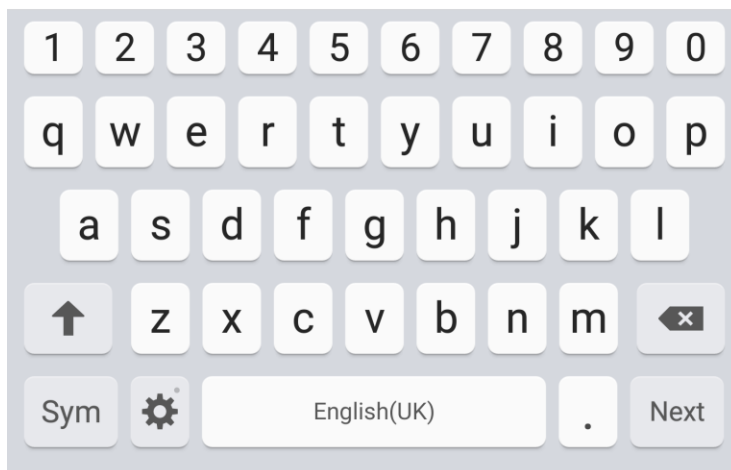 1 2 3 4 5 6 7 8 9 0
q w e r t y u i o p
a s d f g h j k l
z x c v b n m
Sym English(UK) . Next